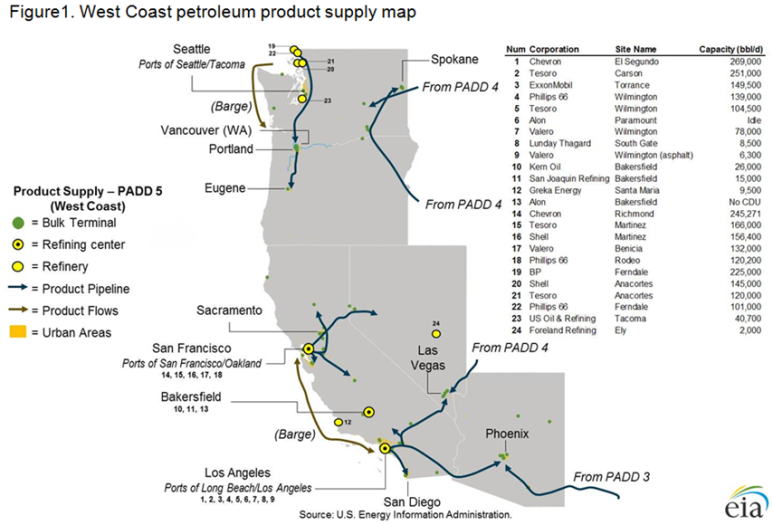 Figure1. West Coast petroleum product supply map
Seattle
Ports of Seattle/Tacoma
19
22
21
20
23
Spokane
From PADD 4
(Barge)
Vancouver (WA)
Portland
Eugene
From PADD 4
Product Supply – PADD 5
(West Coast)
= Bulk Terminal
= Refining center
= Refinery
= Product Pipeline
= Product Flows
= Urban Areas
Sacramento
San Francisco
Ports of San Francisco/Oakland
14, 15, 16, 17, 18
24
Las
Vegas
From PADD 4
Bakersfield
10, 11, 13
12
(Barge)
Phoenix
From PADD 3
Los Angeles
Ports of Long Beach/Los Angeles
1, 2, 3, 4, 5, 6, 7, 8, 9
San Diego
Num Corporation Site Name Capacity (bbl/d)
1 Chevron El Segundo 269,000
2 Tesoro Carson 251,000
3 ExxonMobil Torrance 149,500
4 Phillips 66 Wilmington 139,000
5 Tesoro Wilmington 104,500
6 Alon Paramount Idle
7 Valero Wilmington 78,000
8 Lunday Thagard South Gate 8,500
9 Valero Wilmington (asphalt) 6,300
10 Kern Oil Bakersfield 26,000
11 San Joaquin Refining Bakersfield 15,000
12 Greka Energy Santa Maria 9,500
13 Alon Bakersfield No CDU
14 Chevron Richmond 245,271
15 Tesoro Martinez 166,000
16 Shell Martinez 156,400
17 Valero Benicia 132,000
18 Phillips 66 Rodeo 120,200
19 BP Ferndale 225,000
20 Shell Anacortes 145,000
21 Tesoro Anacortes 120,000
22 Phillips 66 Ferndale 101,000
23 US Oil & Refining Tacoma 40,700
24 Foreland Refining Ely 2,000
Source: U.S. Energy Information Administration.
eia